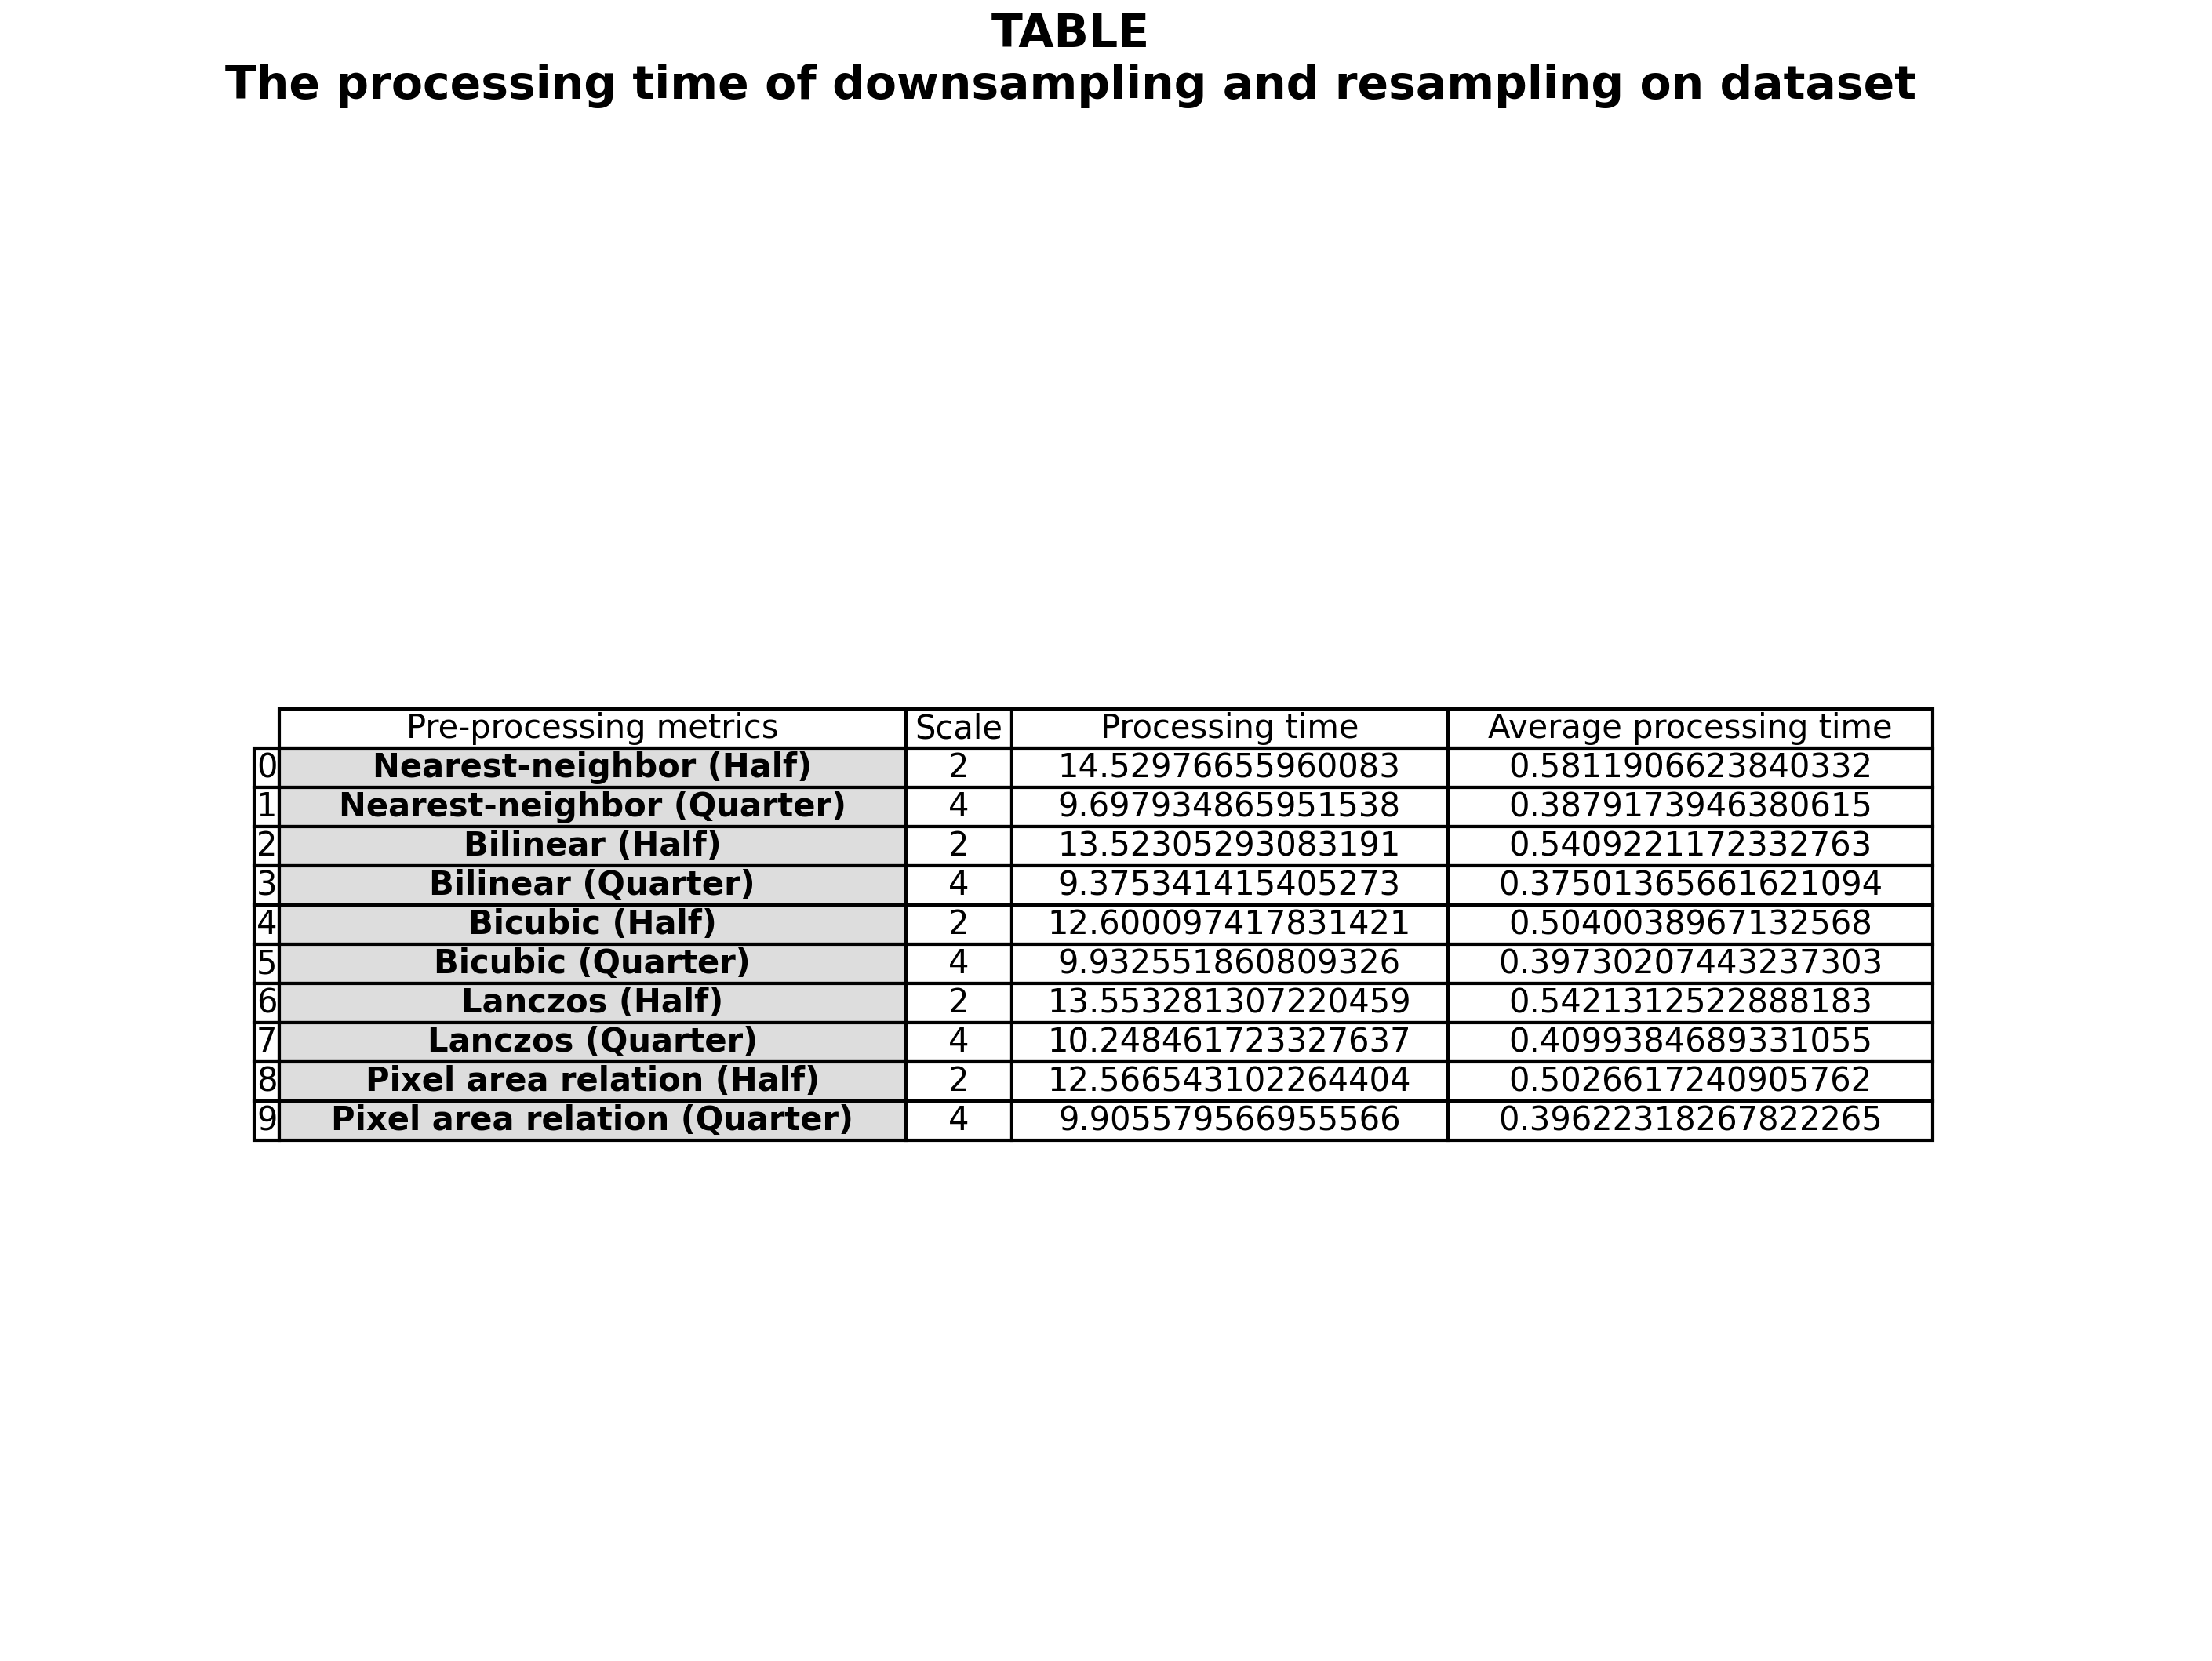 TABLE
The processing time of downsampling and resampling on dataset
Pre-processing metrics Scale Processing time Average processing time
0 Nearest-neighbor (Half) 2 14.52976655960083 0.5811906623840332
1 Nearest-neighbor (Quarter) 4 9.697934865951538 0.3879173946380615
2 Bilinear (Half) 2 13.52305293083191 0.5409221172332763
3 Bilinear (Quarter) 4 9.375341415405273 0.37501365661621094
4 Bicubic (Half) 2 12.600097417831421 0.5040038967132568
5 Bicubic (Quarter) 4 9.932551860809326 0.39730207443237303
6 Lanczos (Half) 2 13.553281307220459 0.5421312522888183
7 Lanczos (Quarter) 4 10.248461723327637 0.4099384689331055
8 Pixel area relation (Half) 2 12.566543102264404 0.5026617240905762
9 Pixel area relation (Quarter) 4 9.905579566955566 0.39622318267822265